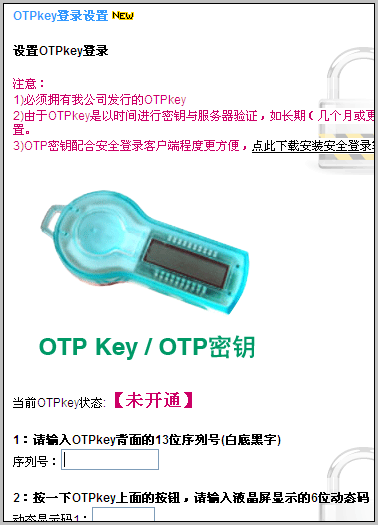 OTPkey登录设置 NEW
设置OTPkey登录
注意：
1)必须拥有我公司发行的OTPkey
2)由于OTPkey是以时间进行密钥与服务器验证，如长期（几个月或更
置。
3)OTP密钥配合安全登录客户端程度更方便，点此下载安装安全登录
OTP Key / OTP密钥
当前OTPkey状态:【未开通】
1：请输入OTPkey背面的13位序列号(白底黑字)
序列号：
2：按一下OTPkey上面的按钮，请输入液晶屏显示的6位动态码
动态显示码1：